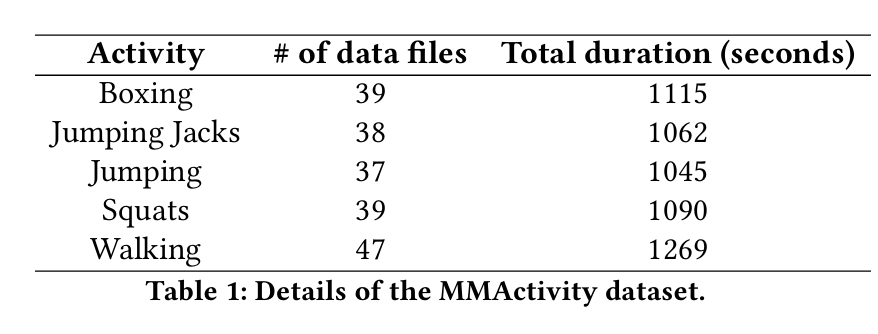 Activity # of data files Total duration (seconds)
Boxing 39 1115
Jumping Jacks 38 1062
Jumping 37 1045
Squats 39 1090
Walking 47 1269
Table 1: Details of the MMActivity dataset.